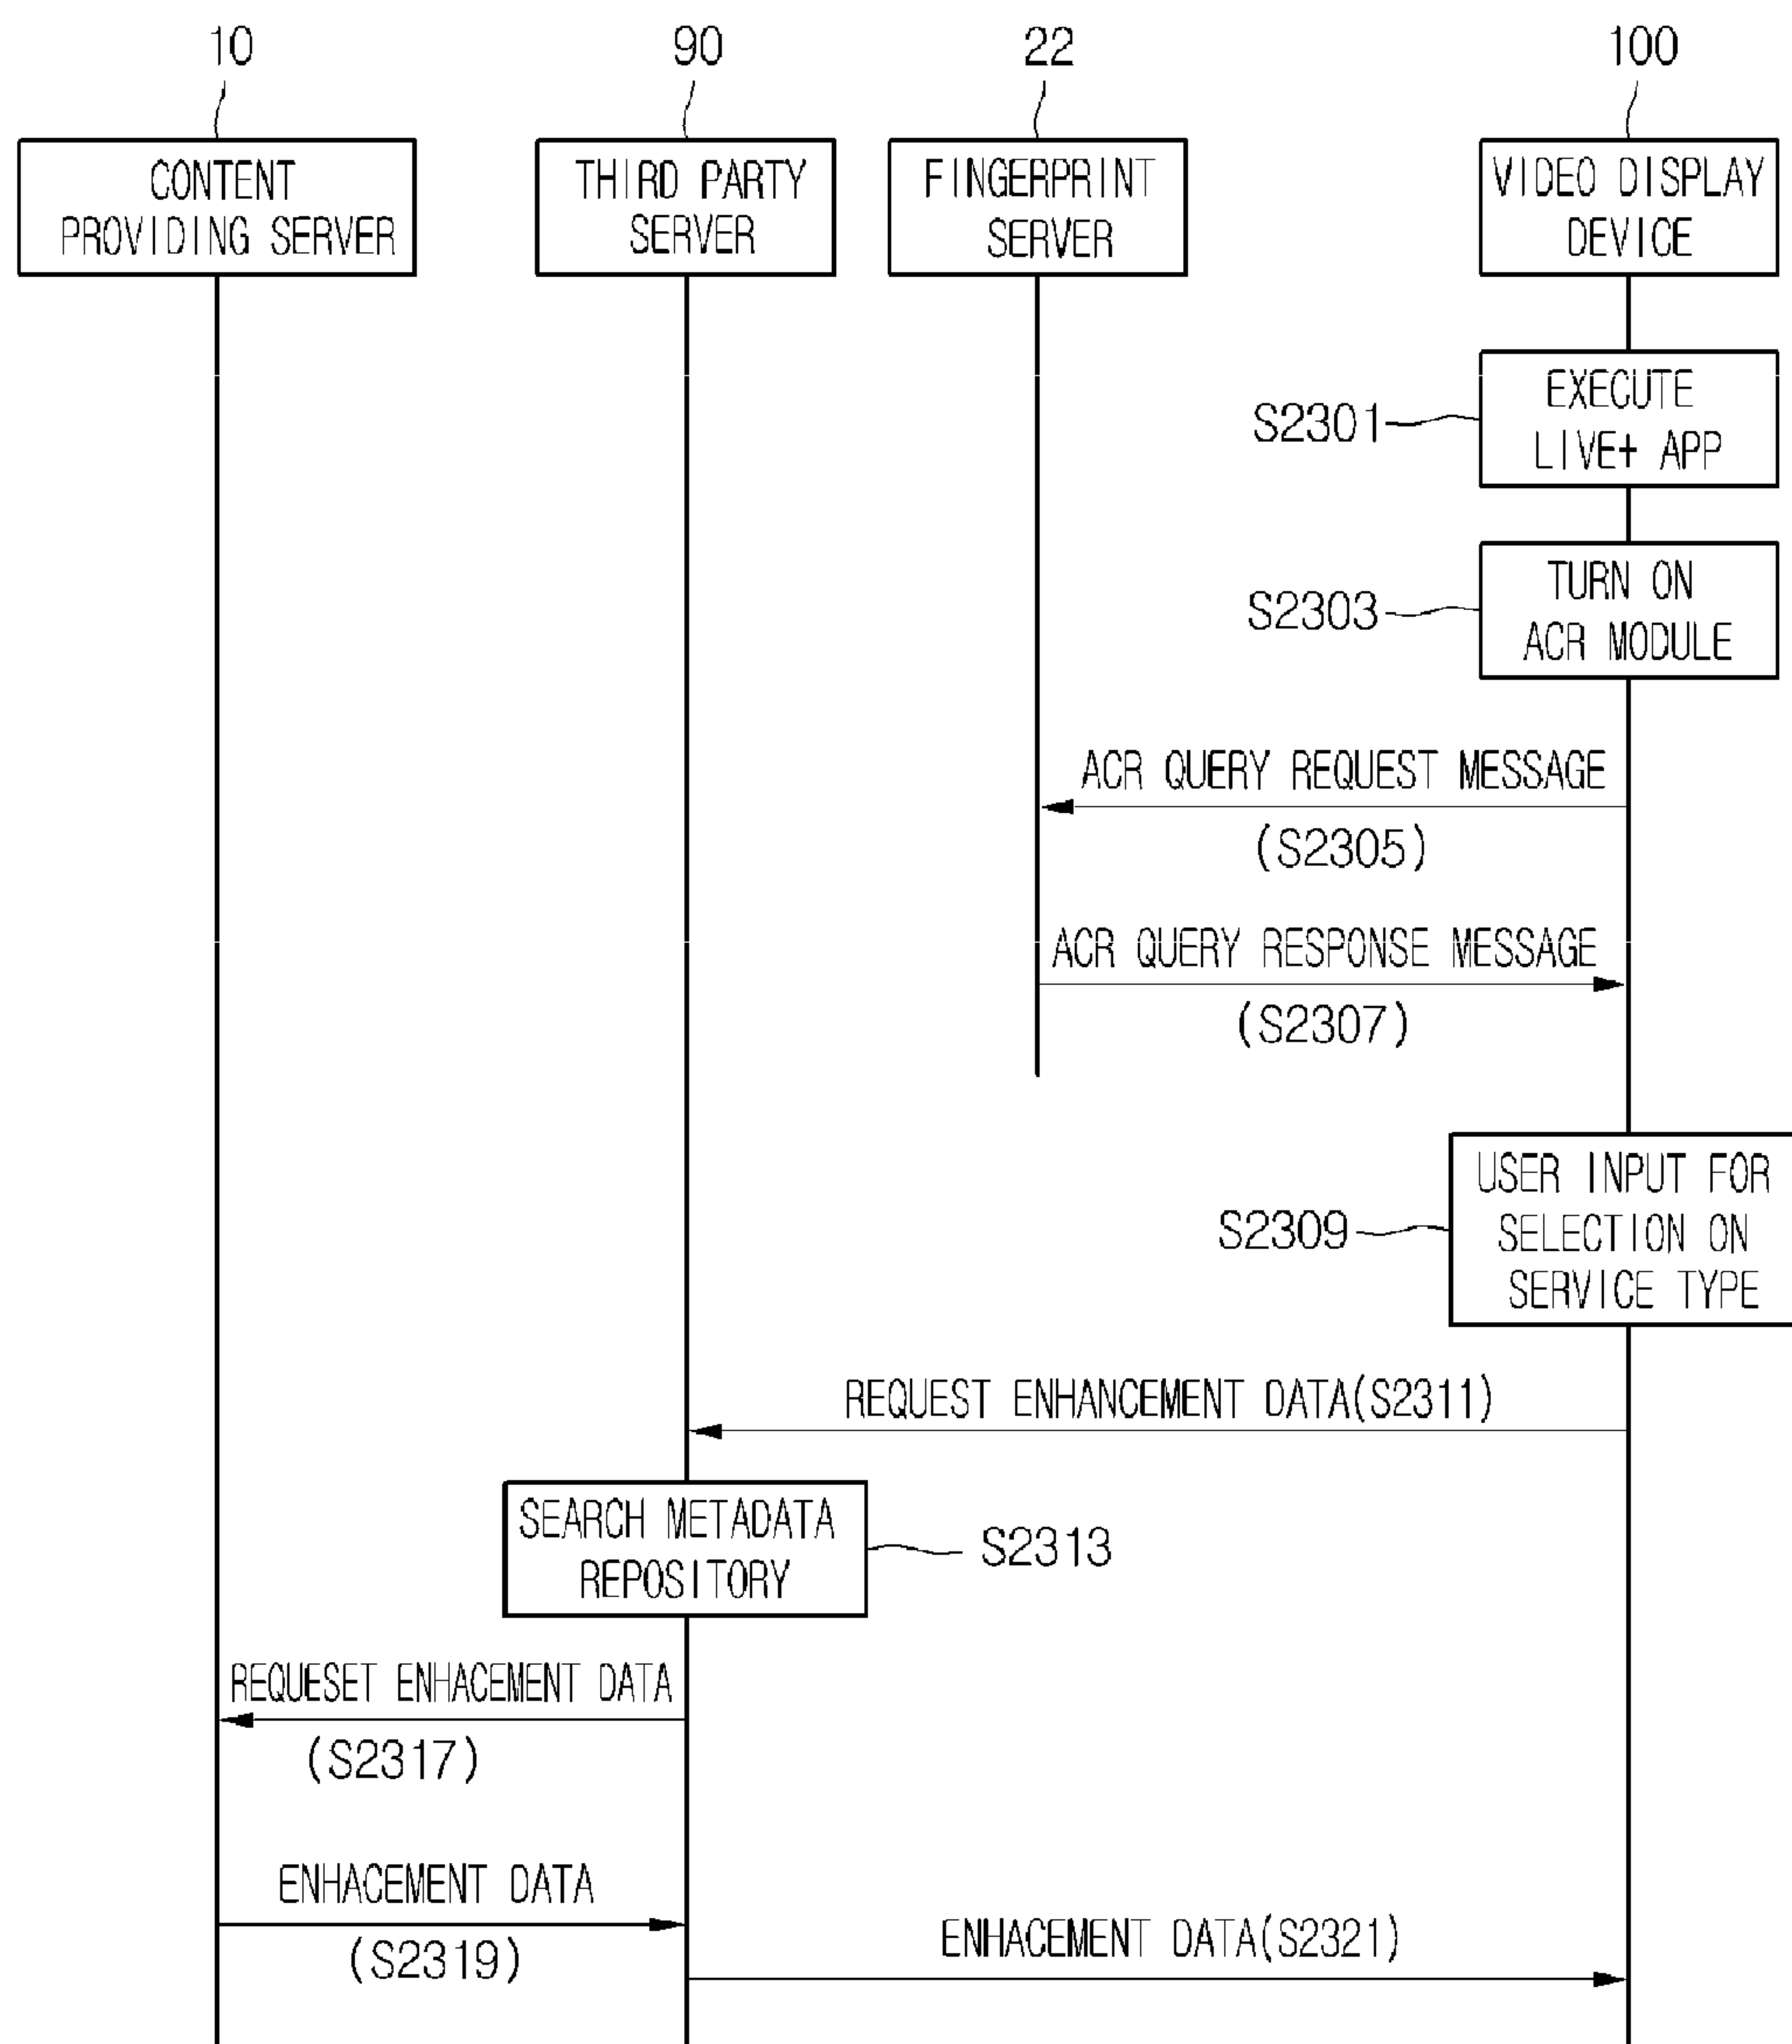 10
90
22
100
CONTENT
PROVIDING SERVER
THIRD PARTY
SERVER
FINGERPRINT
SERVER
VIDEO DISPLAY
DEVICE
S2301
EXECUTE
LIVE+ APP
S2303
TURN ON
ACR MODULE
ACR QUERY REQUEST MESSAGE
(S2305)
ACR QUERY RESPONSE MESSAGE
(S2307)
S2309
USER INPUT FOR
SELECTION ON
SERVICE TYPE
REQUEST ENHANCEMENT DATA(S2311)
SEARCH METADATA
REPOSITORY
S2313
REQUESET ENHACEMENT DATA
(S2317)
ENHACEMENT DATA
(S2319)
ENHACEMENT DATA(S2321)